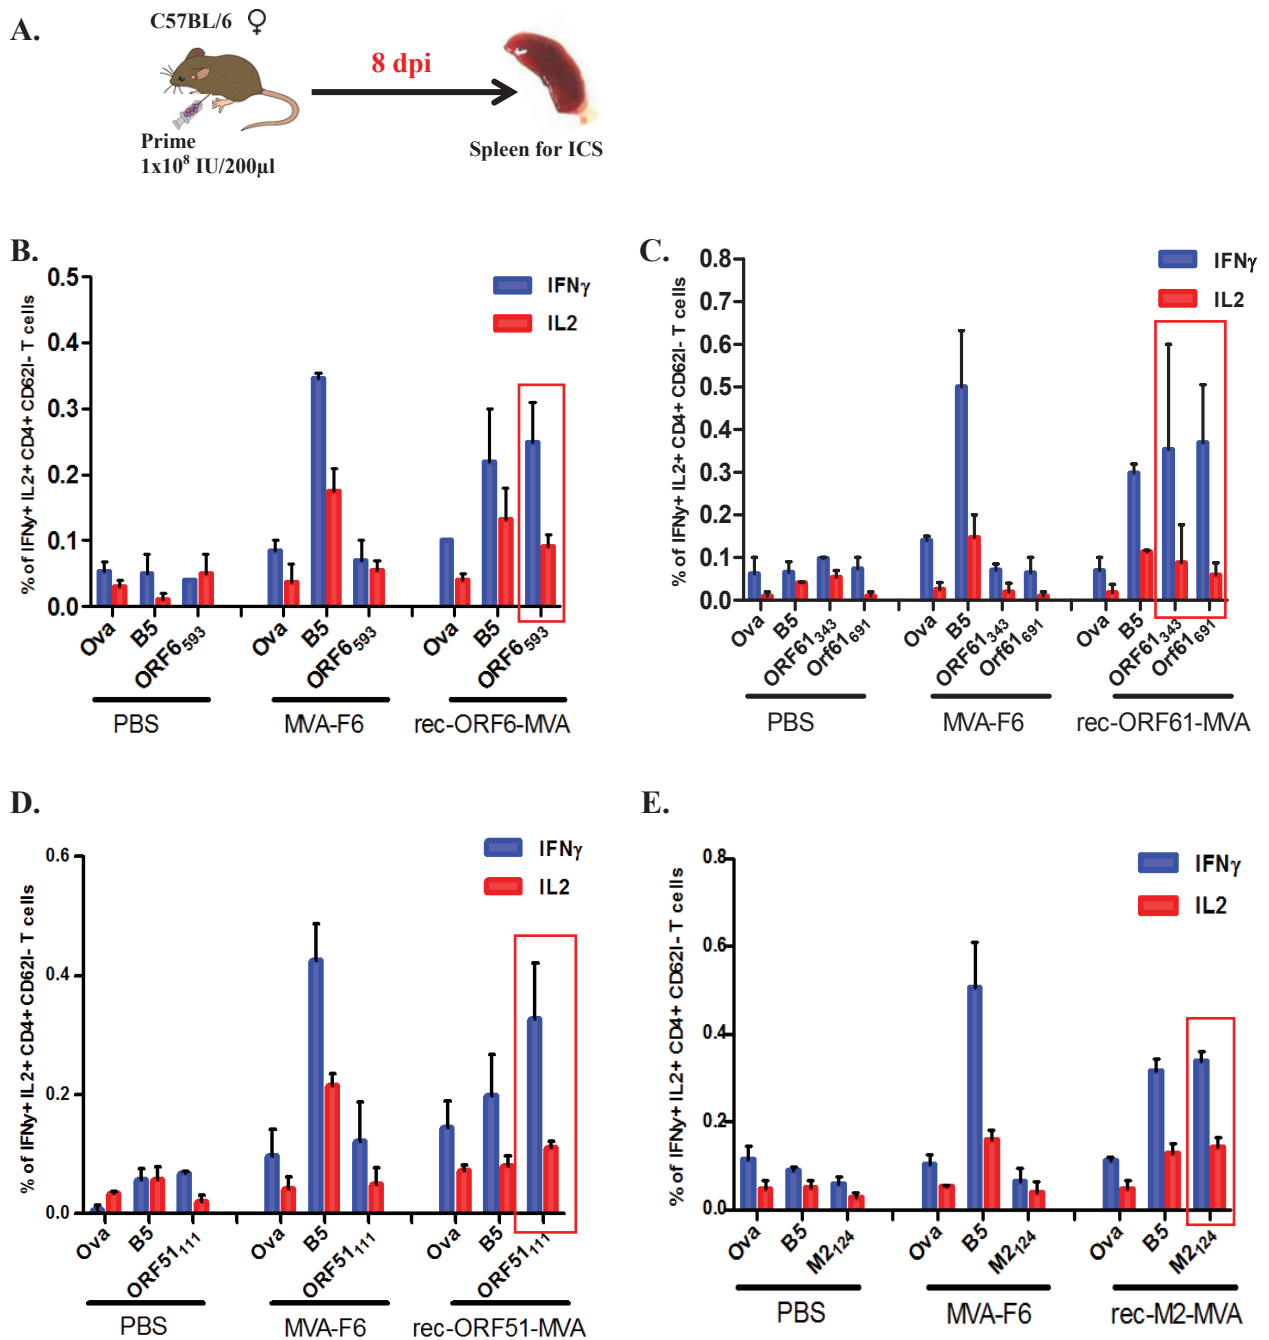 A.
C57BL/6 ♀
8 dpi
Prime
1x10⁸ IU/200µl
Spleen for ICS
B.
% of IFNγ+ IL2+ CD4+ CD62l- T cells
0.5
0.4
0.3
0.2
0.1
0.0
IFNγ
IL2
Ova B5 ORF6₅₉₃ Ova B5 ORF6₅₉₃ Ova B5 ORF6₅₉₃
PBS MVA-F6 rec-ORF6-MVA
C.
% of IFNγ+ IL2+ CD4+ CD62l- T cells
0.8
0.7
0.6
0.5
0.4
0.3
0.2
0.1
0.0
IFNγ
IL2
Ova B5 ORF61₃₄₃ Orf61₆₉₁ Ova B5 ORF61₃₄₃ Orf61₆₉₁ Ova B5 ORF61₃₄₃ Orf61₆₉₁
PBS MVA-F6 rec-ORF61-MVA
D.
% of IFNγ+ IL2+ CD4+ CD62l- T cells
0.6
0.4
0.2
0.0
IFNγ
IL2
Ova B5 ORF51₁₁₁ Ova B5 ORF51₁₁₁ Ova B5 ORF51₁₁₁
PBS MVA-F6 rec-ORF51-MVA
E.
% of IFNγ+ IL2+ CD4+ CD62l- T cells
0.8
0.6
0.4
0.2
0.0
IFNγ
IL2
Ova B5 M2₁₂₄ Ova B5 M2₁₂₄ Ova B5 M2₁₂₄
PBS MVA-F6 rec-M2-MVA